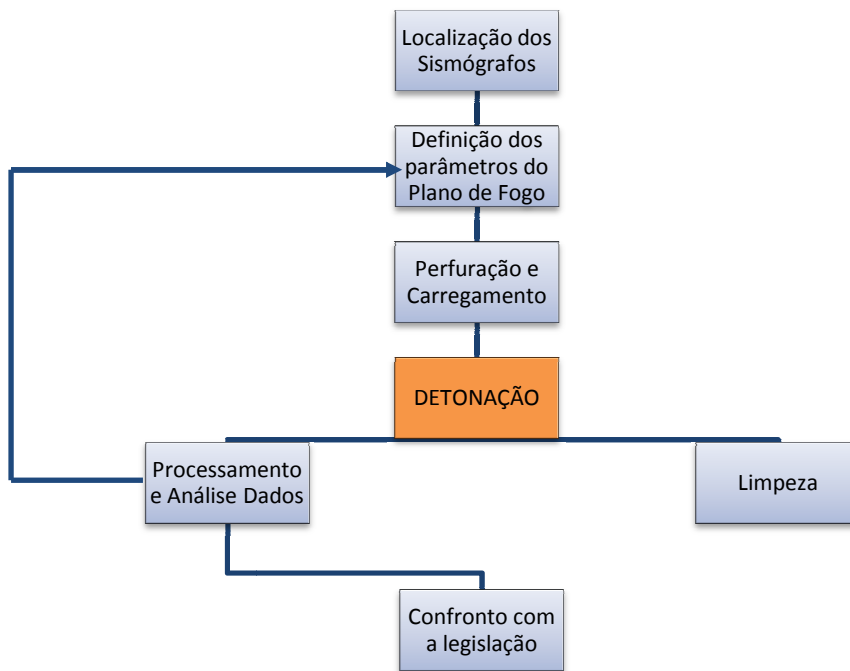 Localização dos
Sismógrafos
Definição dos
parâmetros do
Plano de Fogo
Perfuração e
Carregamento
DETONAÇÃO
Processamento
e Análise Dados
Limpeza
Confronto com
a legislação